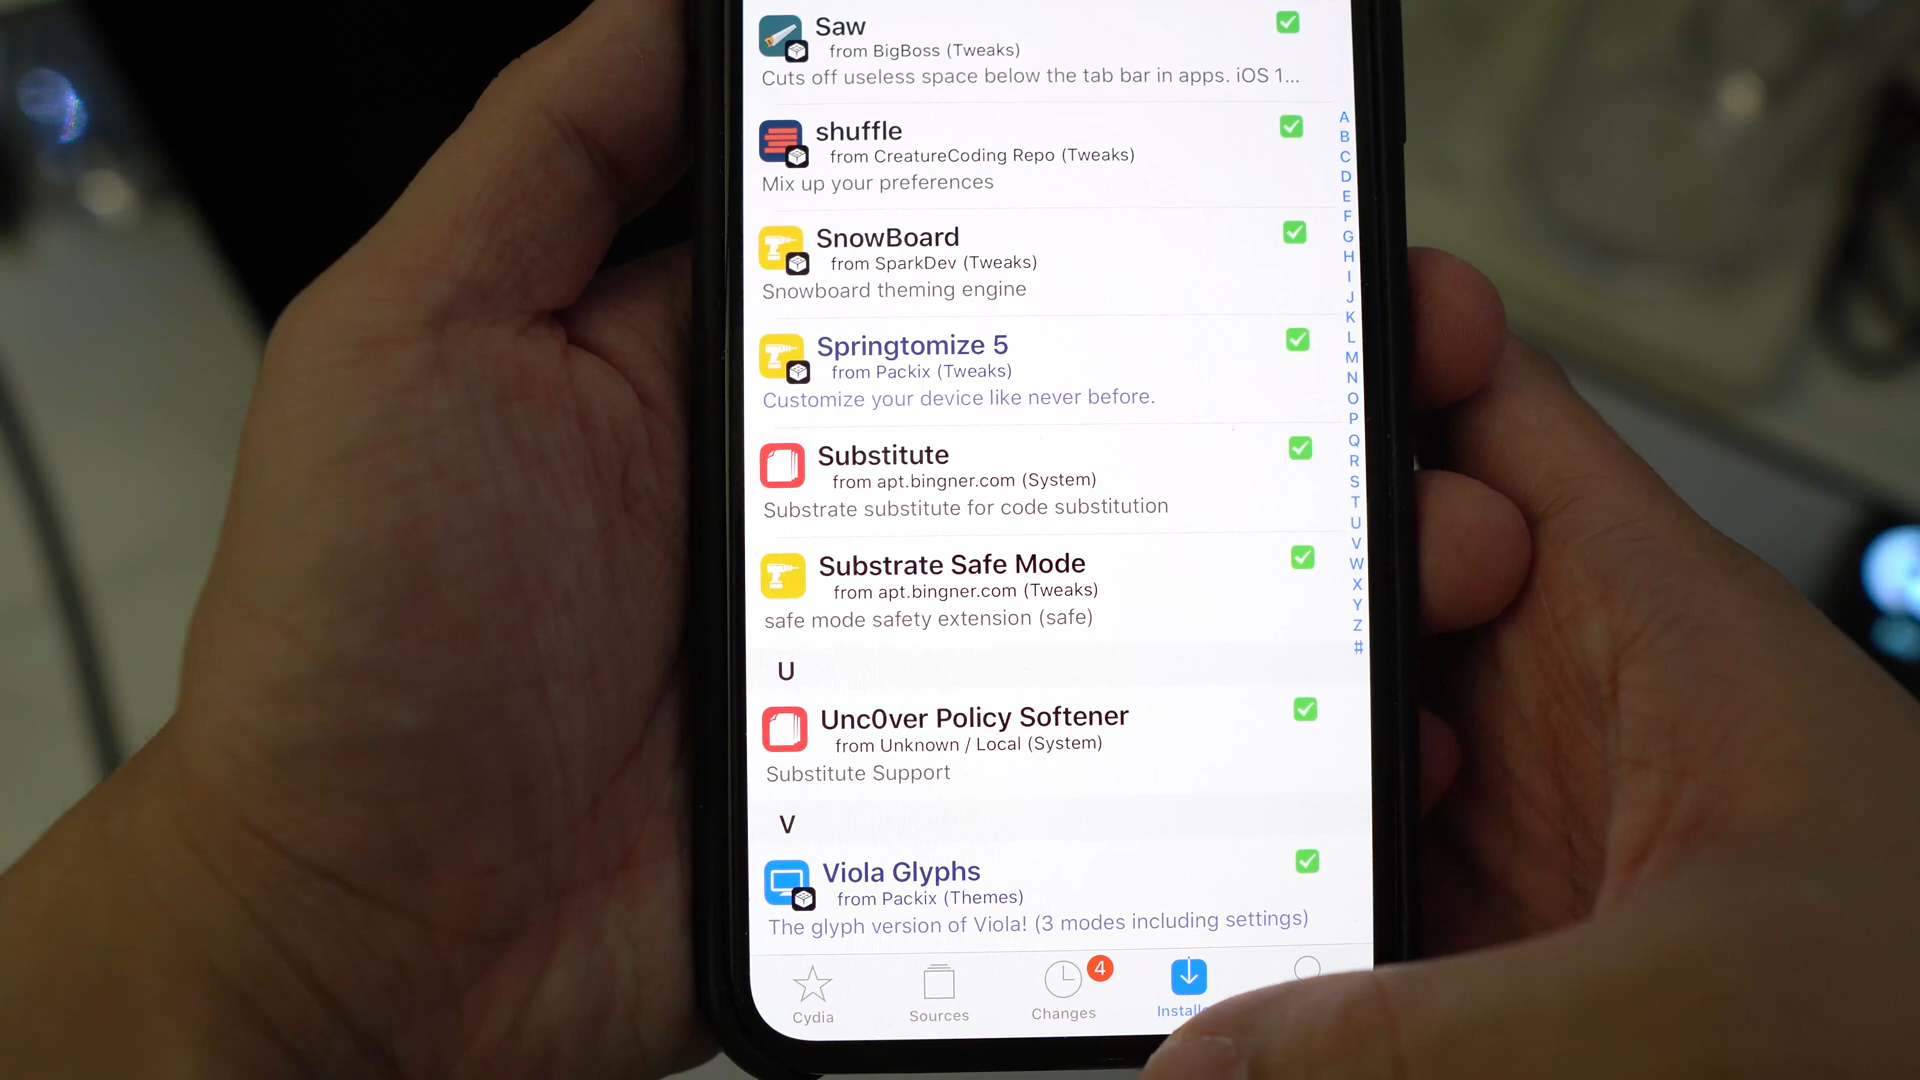 Saw
from BigBoss (Tweaks)
Cuts off useless space below the tab bar in apps. iOS 1...
shuffle
from CreatureCoding Repo (Tweaks)
Mix up your preferences
SnowBoard
from SparkDev (Tweaks)
Snowboard theming engine
Springtomize 5
from Packix (Tweaks)
Customize your device like never before.
Substitute
from apt.bingner.com (System)
Substrate substitute for code substitution
Substrate Safe Mode
from apt.bingner.com (Tweaks)
safe mode safety extension (safe)
U
Unc0ver Policy Softener
from Unknown / Local (System)
Substitute Support
V
Viola Glyphs
from Packix (Themes)
The glyph version of Viola! (3 modes including settings)
A
B
C
D
E
F
G
H
I
J
K
L
M
N
O
P
Q
R
S
T
U
V
W
X
Y
Z
#
4
Cydia
Sources
Changes